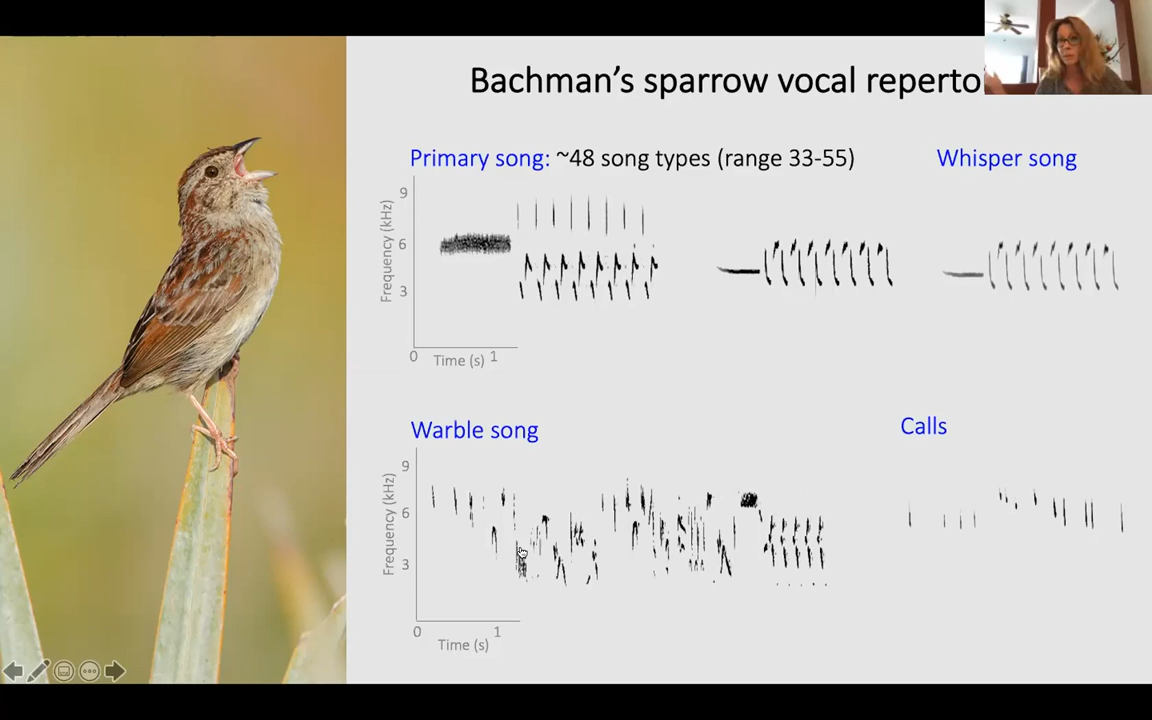 Bachman's sparrow vocal reperto
Primary song: ~48 song types (range 33-55)
Whisper song
9
6
3
Frequency (kHz)
0
Time (s)
1
Warble song
Calls
9
6
3
Frequency (kHz)
0
1
Time (s)